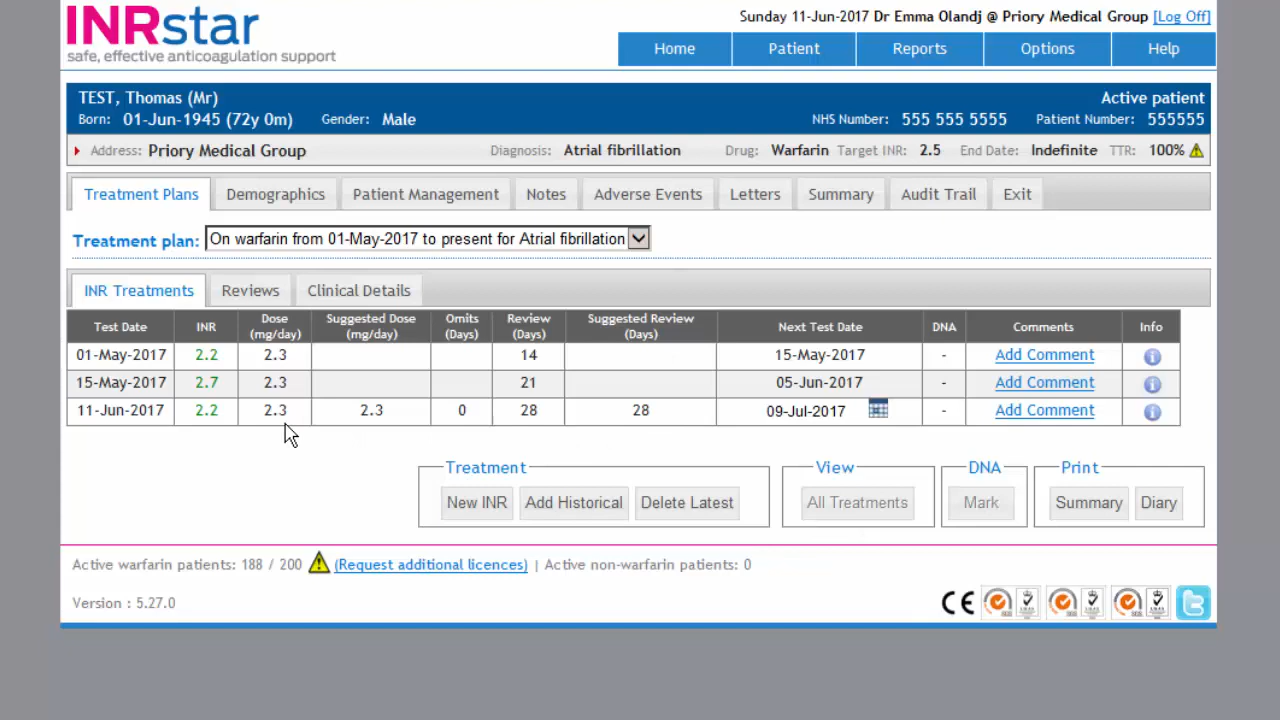 INRstar
safe, effective anticoagulation support
Sunday 11-Jun-2017 Dr Emma Olandj @ Priory Medical Group [Log Off]
Home Patient Reports Options Help
TEST, Thomas (Mr) Active patient
Born: 01-Jun-1945 (72y 0m) Gender: Male NHS Number: 555 555 5555 Patient Number: 555555
Address: Priory Medical Group Diagnosis: Atrial fibrillation Drug: Warfarin Target INR: 2.5 End Date: Indefinite TTR: 100%
Treatment Plans Demographics Patient Management Notes Adverse Events Letters Summary Audit Trail Exit
Treatment plan: On warfarin from 01-May-2017 to present for Atrial fibrillation
INR Treatments Reviews Clinical Details
Test Date INR Dose (mg/day) Suggested Dose (mg/day) Omits (Days) Review (Days) Suggested Review (Days) Next Test Date DNA Comments Info
01-May-2017 2.2 2.3 14 15-May-2017 - Add Comment
15-May-2017 2.7 2.3 21 05-Jun-2017 - Add Comment
11-Jun-2017 2.2 2.3 2.3 0 28 28 09-Jul-2017 - Add Comment
Treatment View DNA Print
New INR Add Historical Delete Latest All Treatments Mark Summary Diary
Active warfarin patients: 188 / 200 (Request additional licences) | Active non-warfarin patients: 0
Version : 5.27.0
CE